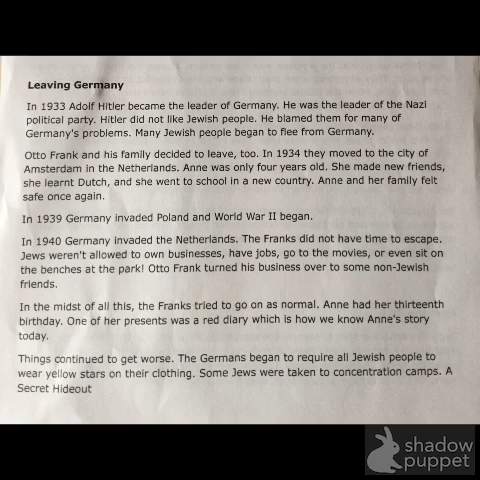 Leaving Germany
In 1933 Adolf Hitler became the leader of Germany. He was the leader of the Nazi
political party. Hitler did not like Jewish people. He blamed them for many of
Germany's problems. Many Jewish people began to flee from Germany.
Otto Frank and his family decided to leave, too. In 1934 they moved to the city of
Amsterdam in the Netherlands. Anne was only four years old. She made new friends,
she learnt Dutch, and she went to school in a new country. Anne and her family felt
safe once again.
In 1939 Germany invaded Poland and World War II began.
In 1940 Germany invaded the Netherlands. The Franks did not have time to escape.
Jews weren't allowed to own businesses, have jobs, go to the movies, or even sit on
the benches at the park! Otto Frank turned his business over to some non-Jewish
friends.
In the midst of all this, the Franks tried to go on as normal. Anne had her thirteenth
birthday. One of her presents was a red diary which is how we know Anne's story
today.
Things continued to get worse. The Germans began to require all Jewish people to
wear yellow stars on their clothing. Some Jews were taken to concentration camps. A
Secret Hideout
shadow
puppet